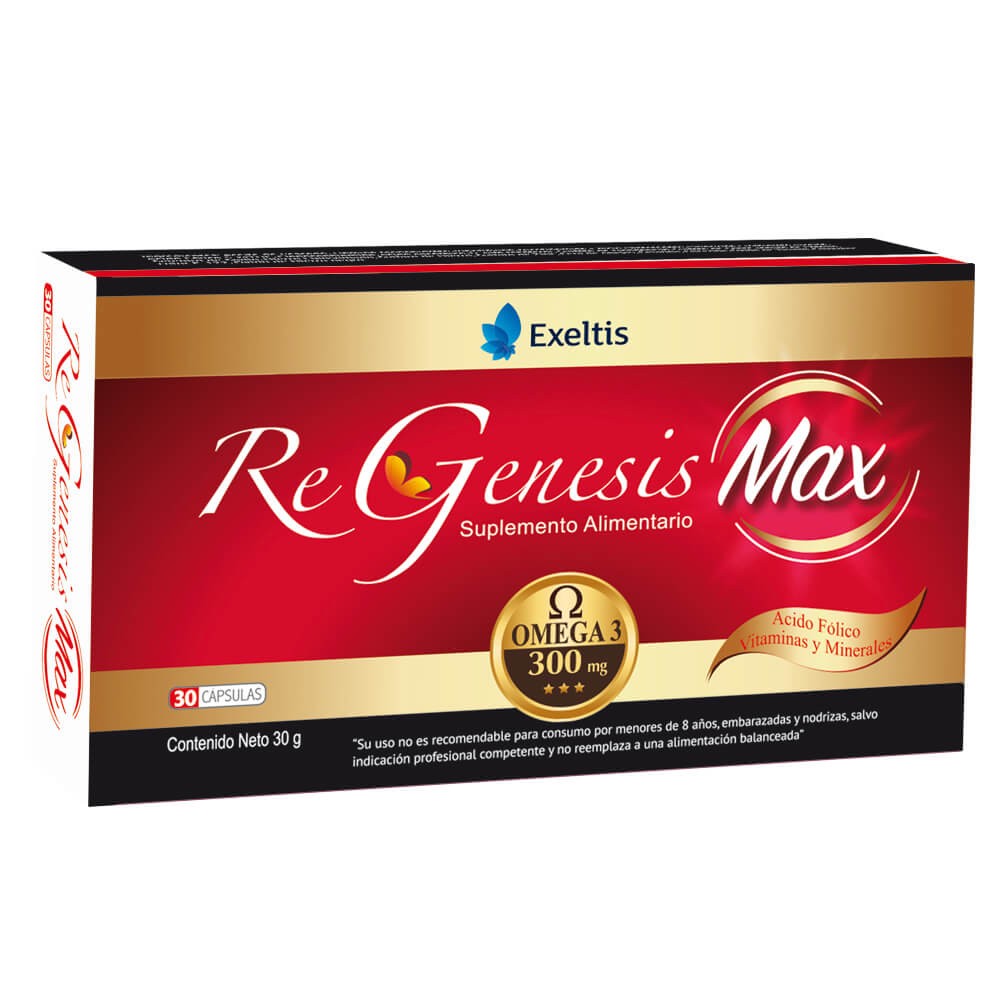 Exeltis
ReGenesis Max
Suplemento Alimentario
Ω
OMEGA 3
300 mg
Acido Fólico
Vitaminas y Minerales
30 CÁPSULAS
Contenido Neto 30 g
"Su uso no es recomendable para consumo por menores de 8 años, embarazadas y nodrizas, salvo
indicación profesional competente y no reemplaza a una alimentación balanceada"
30 CÁPSULAS
ReGenesis Max
Suplemento Alimentario